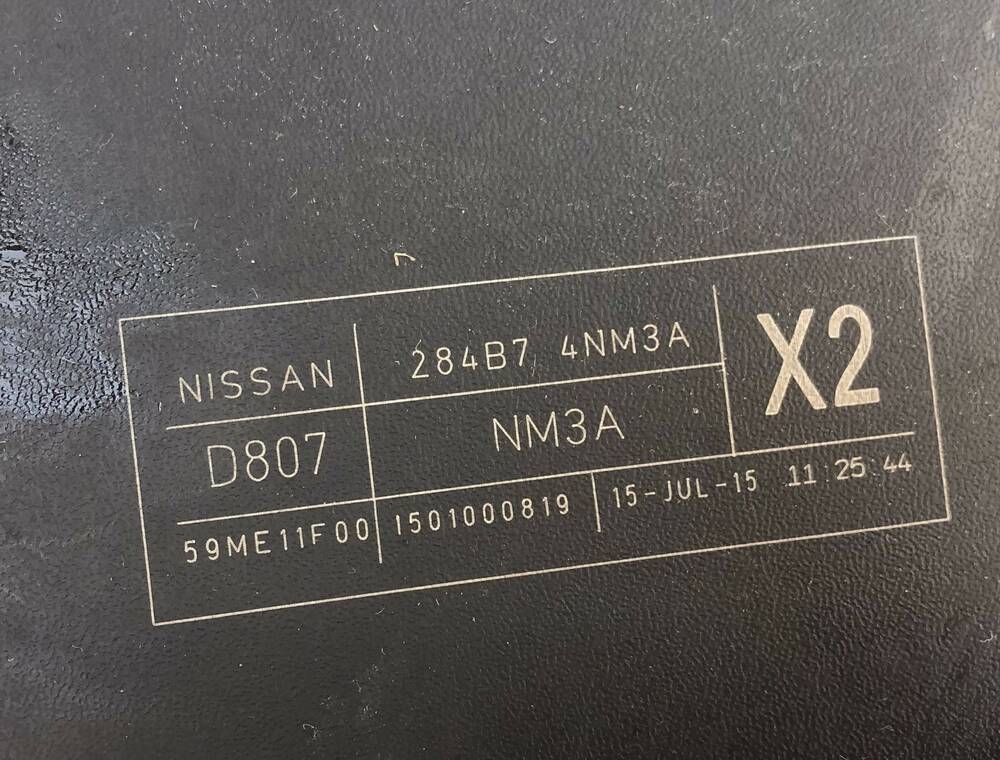 NISSAN 284B7 4NM3A X2
D807 NM3A
59ME11F00 1501000819 15-JUL-15 11:25:44